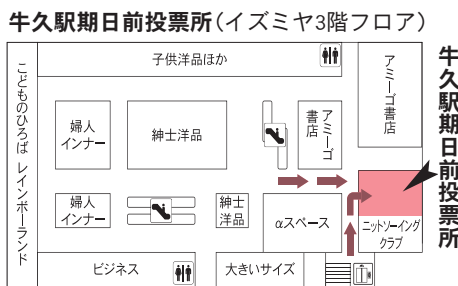 牛久駅期日前投票所(イズミヤ3階フロア)
こどものひろば レインボーランド
子供洋品ほか
アミーゴ書店
牛久駅期日前投票所
婦人
インナー
紳士洋品
アミーゴ
書店
婦人
インナー
紳士
洋品
αスペース
ニットソーイング
クラブ
ビジネス
大きいサイズ